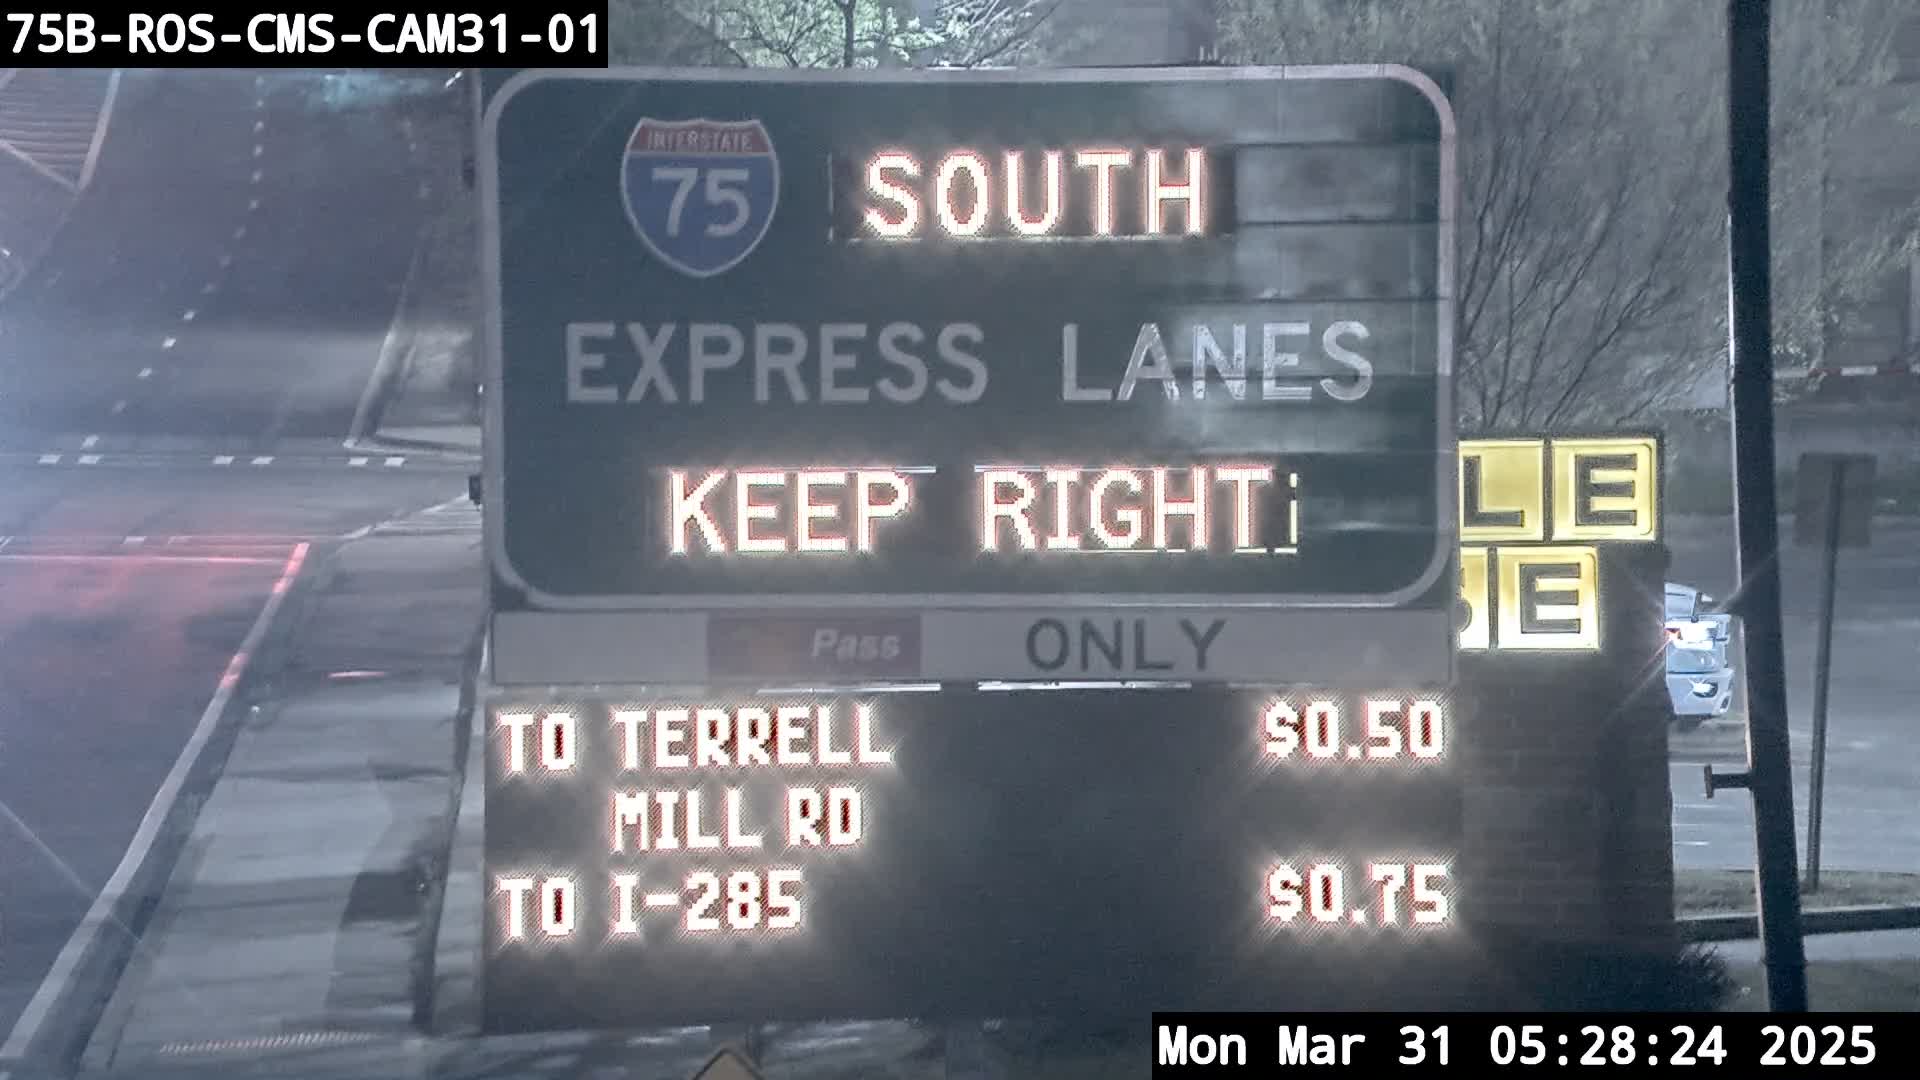 75B-ROS-CMS-CAM31-01
INTERSTATE
75
SOUTH
EXPRESS LANES
KEEP RIGHT
Pass ONLY
LE
TO TERRELL $0.50
MILL RD
TO I-285 $0.75
Mon Mar 31 05:28:24 2025